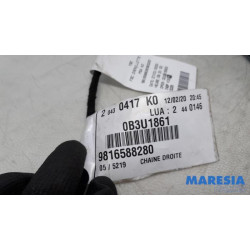 2 643 0417 K0 12/02/20 20:45
LUA : 2 44 0146
0B3U1861
9816588280
CHAINE DROITE
05 / 5219
MARESIA